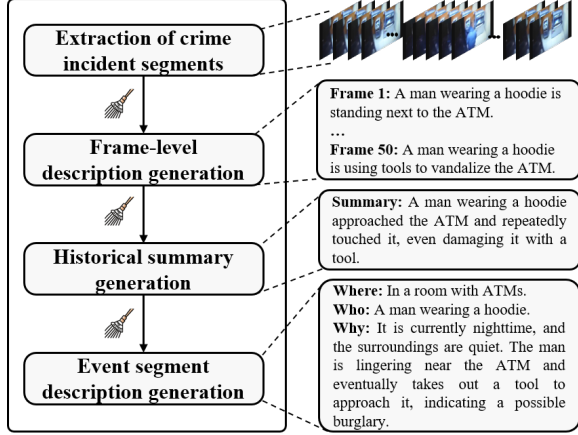 Extraction of crime
incident segments
...
...
Frame-level
description generation
Frame 1: A man wearing a hoodie is
standing next to the ATM.
...
Frame 50: A man wearing a hoodie
is using tools to vandalize the ATM.
Historical summary
generation
Summary: A man wearing a hoodie
approached the ATM and repeatedly
touched it, even damaging it with a
tool.
Event segment
description generation
Where: In a room with ATMs.
Who: A man wearing a hoodie.
Why: It is currently nighttime, and
the surroundings are quiet. The man
is lingering near the ATM and
eventually takes out a tool to
approach it, indicating a possible
burglary.